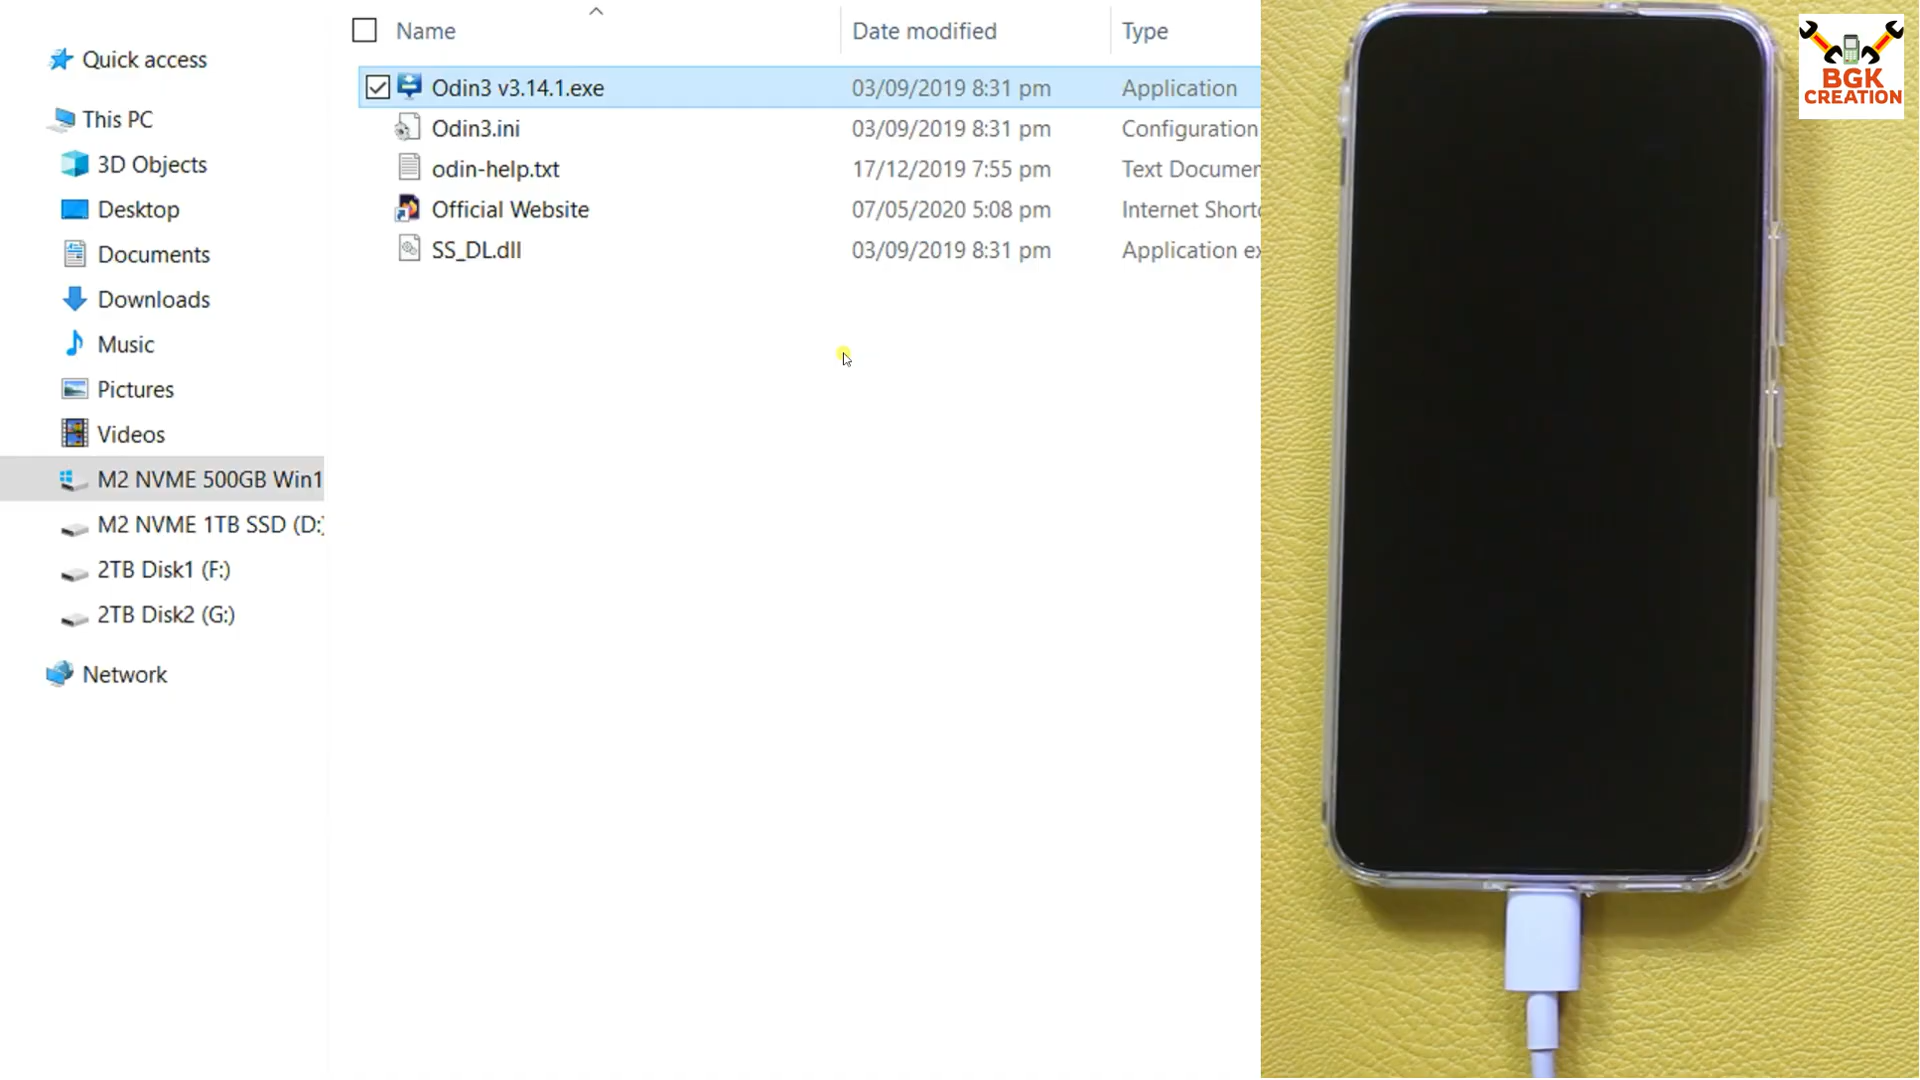 Quick access
This PC
3D Objects
Desktop
Documents
Downloads
Music
Pictures
Videos
M2 NVME 500GB Win1
M2 NVME 1TB SSD (D:)
2TB Disk1 (F:)
2TB Disk2 (G:)
Network
Name Date modified Type
Odin3 v3.14.1.exe 03/09/2019 8:31 pm Application
Odin3.ini 03/09/2019 8:31 pm Configuration
odin-help.txt 17/12/2019 7:55 pm Text Documen
Official Website 07/05/2020 5:08 pm Internet Shortc
SS_DL.dll 03/09/2019 8:31 pm Application ex
BGK
CREATION